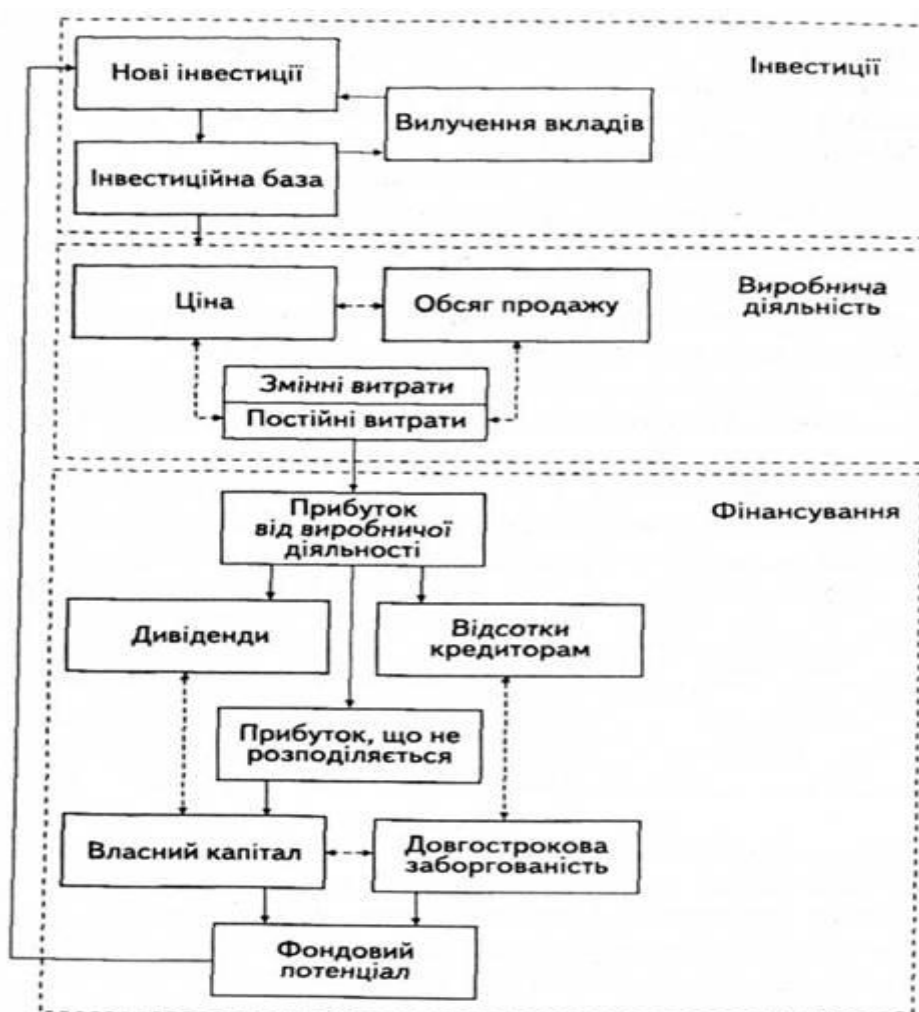 Інвестиції
Нові інвестиції
Вилучення вкладів
Інвестиційна база
Виробнича
діяльність
Ціна
Обсяг продажу
Змінні витрати
Постійні витрати
Фінансування
Прибуток
від виробничої
діяльності
Дивіденди
Відсотки
кредиторам
Прибуток, що не
розподіляється
Власний капітал
Довгострокова
заборгованість
Фондовий
потенціал